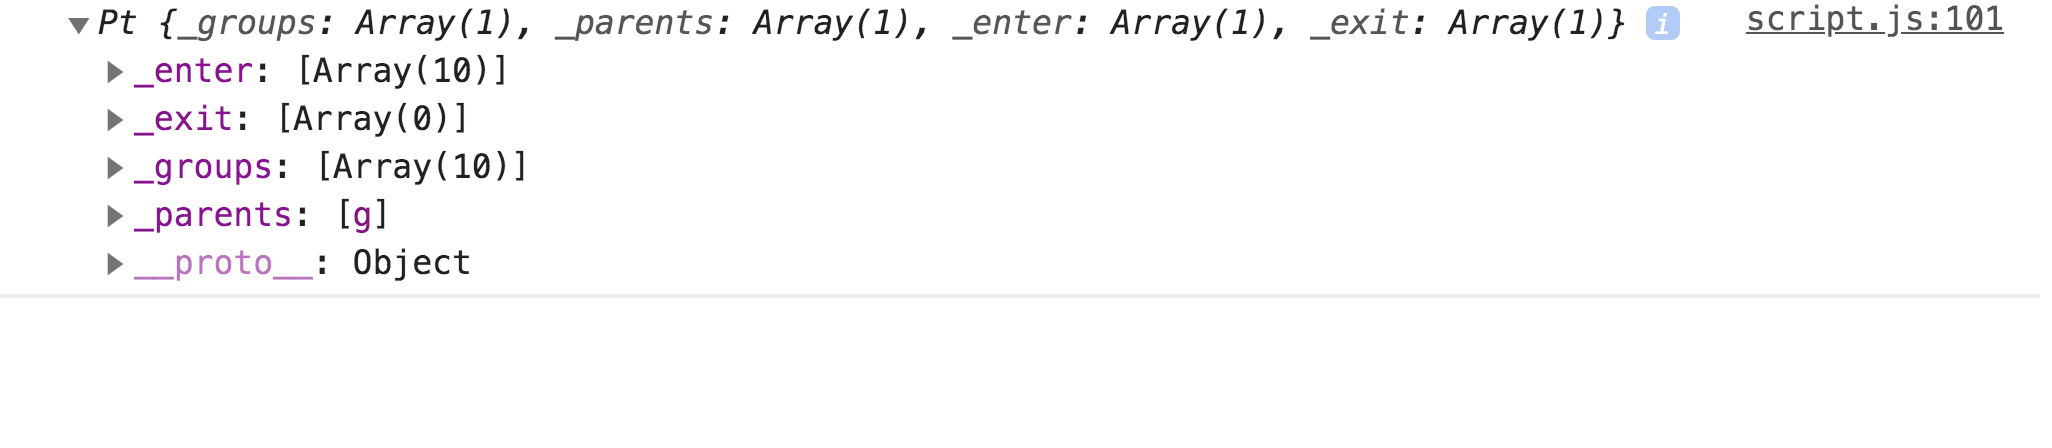 Pt {_groups: Array(1), _parents: Array(1), _enter: Array(1), _exit: Array(1)} i script.js:101
_enter: [Array(10)]
_exit: [Array(0)]
_groups: [Array(10)]
_parents: [g]
__proto__: Object